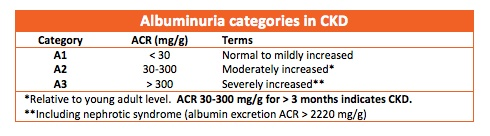 Albuminuria categories in CKD
Category ACR (mg/g) Terms
A1 < 30 Normal to mildly increased
A2 30-300 Moderately increased*
A3 > 300 Severely increased**
*Relative to young adult level. ACR 30-300 mg/g for > 3 months indicates CKD.
**Including nephrotic syndrome (albumin excretion ACR > 2220 mg/g)